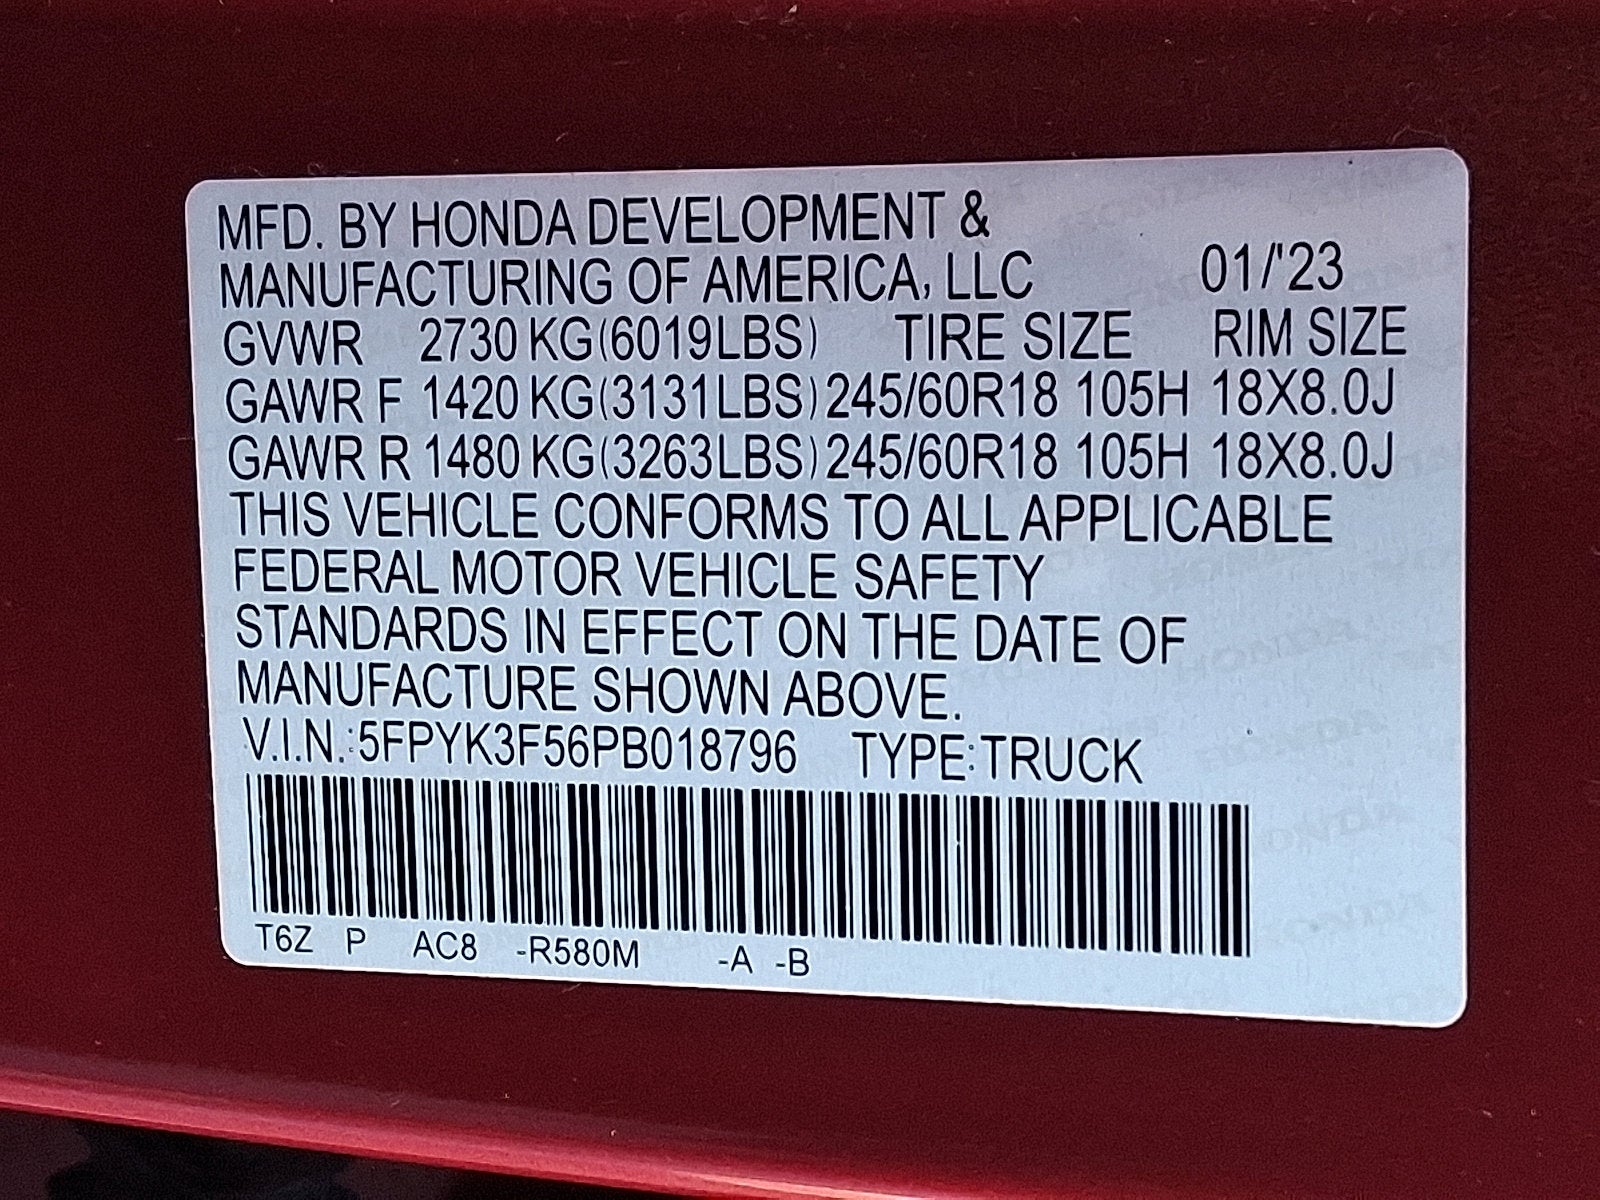 MFD. BY HONDA DEVELOPMENT &
MANUFACTURING OF AMERICA, LLC 01/'23
GVWR 2730 KG(6019LBS) TIRE SIZE RIM SIZE
GAWR F 1420 KG(3131LBS) 245/60R18 105H 18X8.0J
GAWR R 1480 KG(3263LBS) 245/60R18 105H 18X8.0J
THIS VEHICLE CONFORMS TO ALL APPLICABLE
FEDERAL MOTOR VEHICLE SAFETY
STANDARDS IN EFFECT ON THE DATE OF
MANUFACTURE SHOWN ABOVE.
V.I.N.:5FPYK3F56PB018796 TYPE:TRUCK
T6Z P AC8 -R580M -A -B